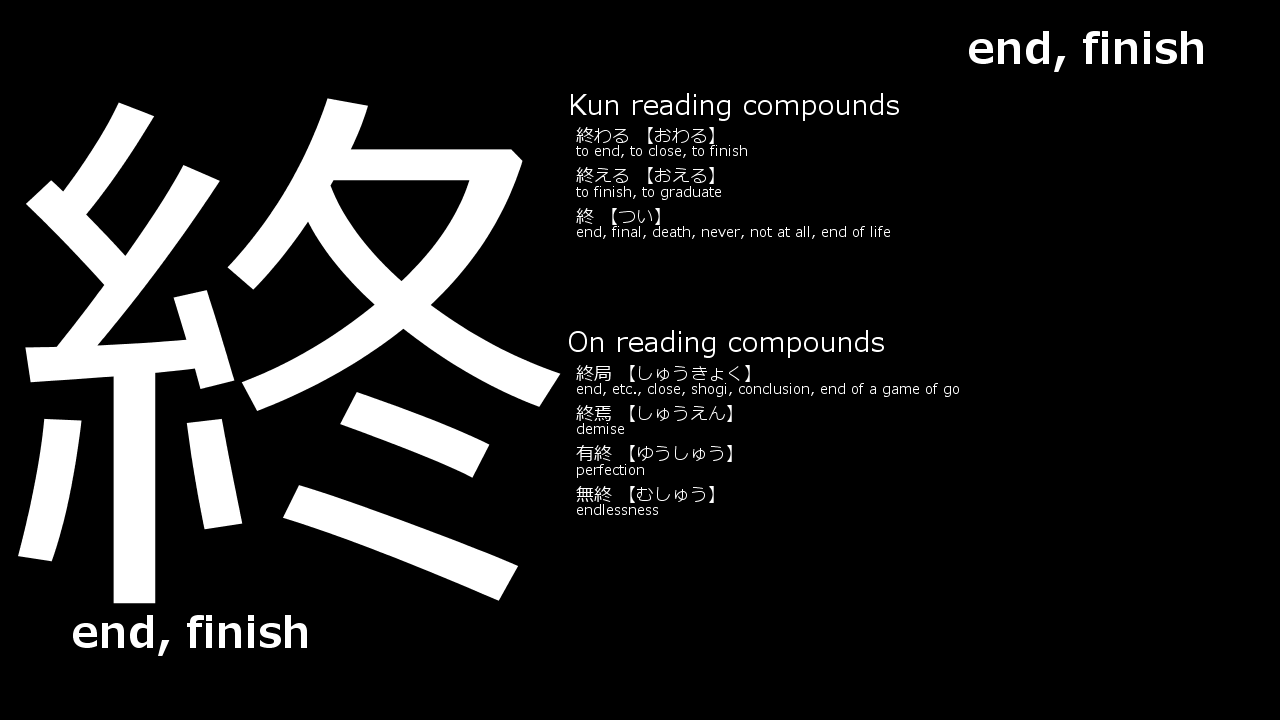 end, finish
終
end, finish
Kun reading compounds
終わる 【おわる】
to end, to close, to finish
終える 【おえる】
to finish, to graduate
終 【つい】
end, final, death, never, not at all, end of life
On reading compounds
終局 【しゅうきょく】
end, etc., close, shogi, conclusion, end of a game of go
終焉 【しゅうえん】
demise
有終 【ゆうしゅう】
perfection
無終 【むしゅう】
endlessness